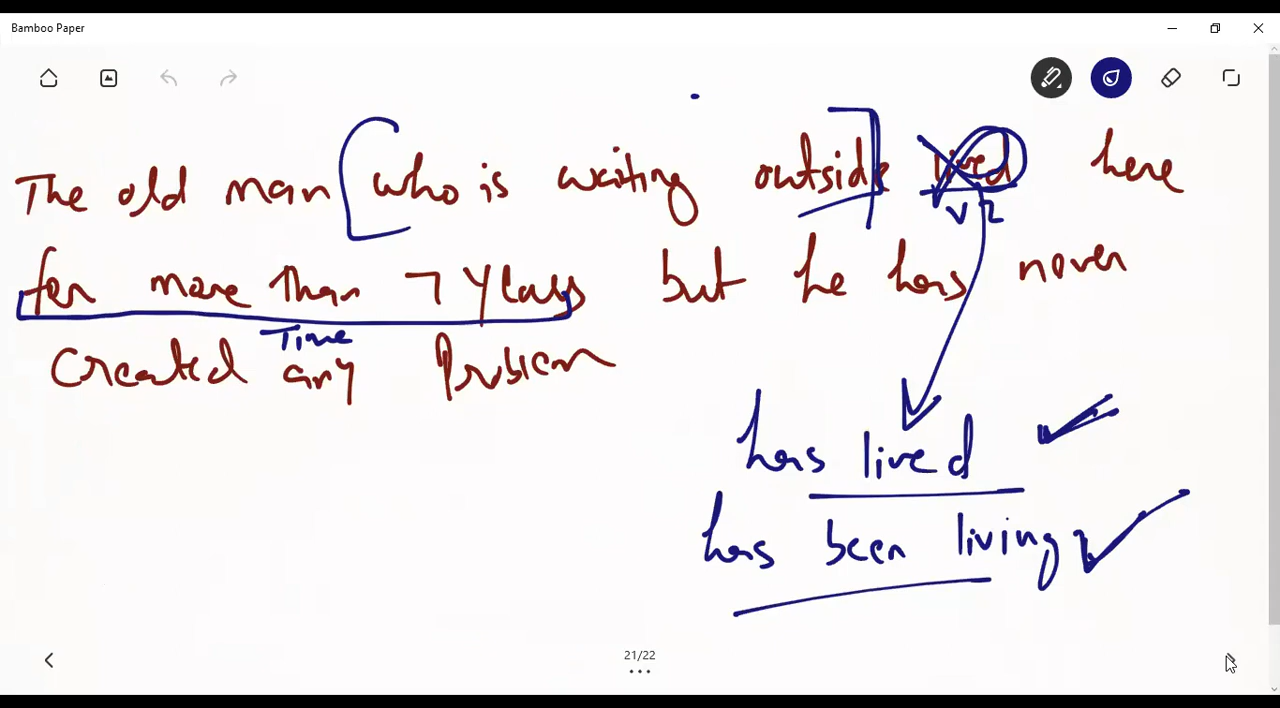 Bamboo Paper
The old man who is waiting outside lived here
V2
for more than 7 years but he has never
Time
created any problem
has lived
has been living
21/22